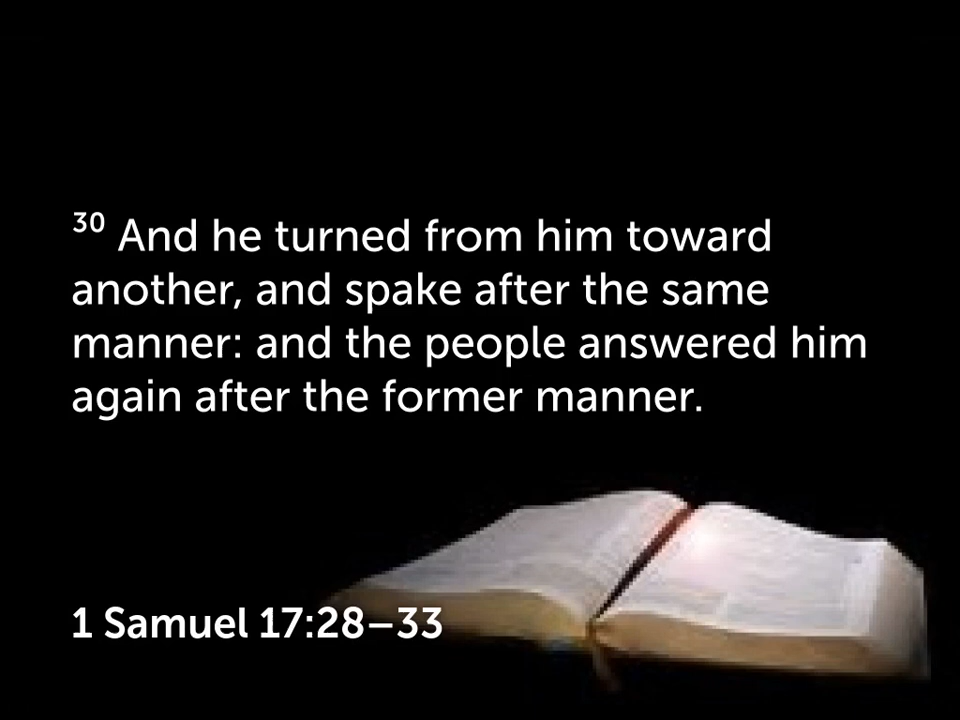 ³⁰ And he turned from him toward
another, and spake after the same
manner: and the people answered him
again after the former manner.
1 Samuel 17:28–33